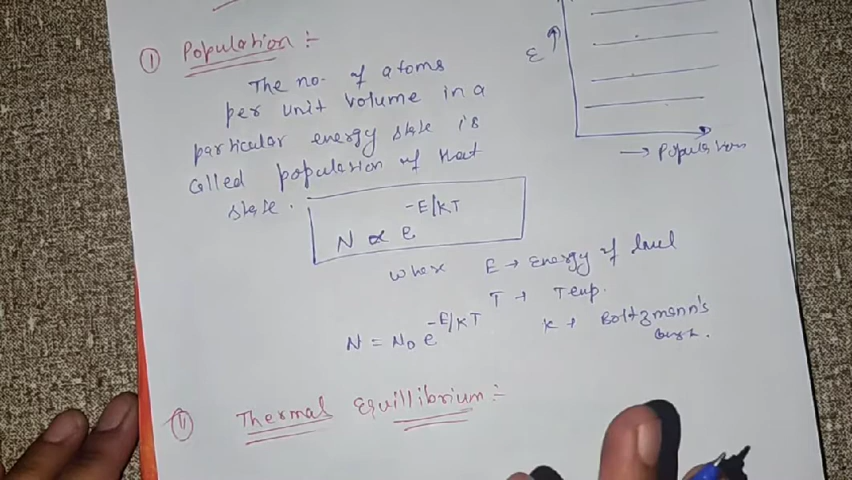 ① Population :-
The no. of atoms
per unit volume in a
particular energy state is
called population of that
state.
N ∝ e^-E/KT
where E → Energy of level
T → Temp.
K → Boltzmann's
const.
N = N₀ e^-E/KT
Thermal Equillibrium :-
E ↑
→ Population